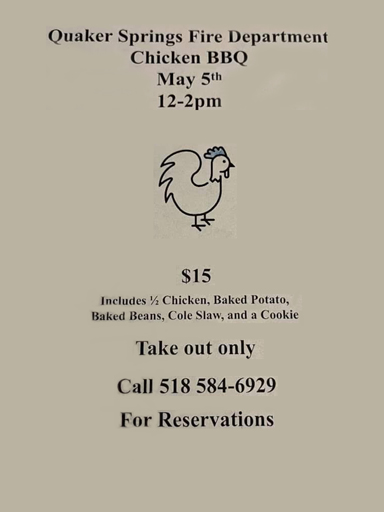 Quaker Springs Fire Department
Chicken BBQ
May 5th
12-2pm
$15
Includes ½ Chicken, Baked Potato,
Baked Beans, Cole Slaw, and a Cookie
Take out only
Call 518 584-6929
For Reservations